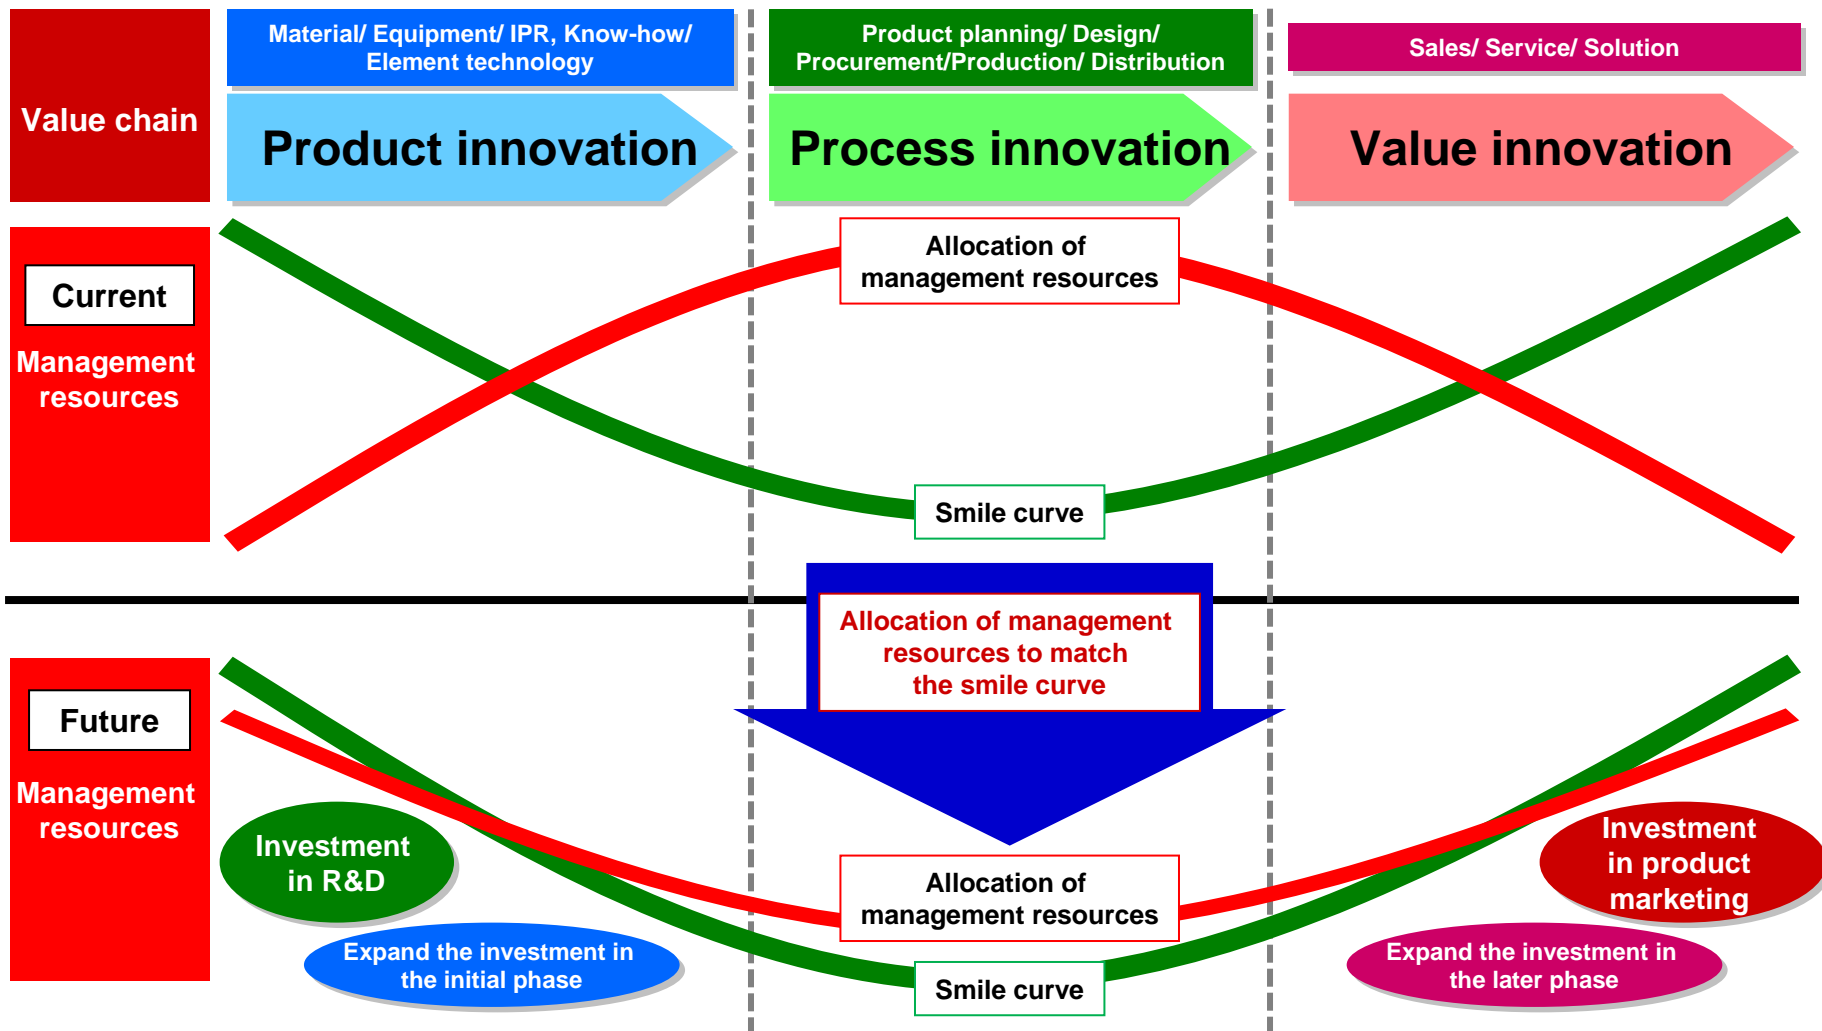 Value chain
Material/ Equipment/ IPR, Know-how/
Element technology
Product planning/ Design/
Procurement/Production/ Distribution
Sales/ Service/ Solution
Product innovation
Process innovation
Value innovation
Current
Management
resources
Allocation of
management resources
Smile curve
Allocation of management
resources to match
the smile curve
Future
Management
resources
Investment
in R&D
Expand the investment in
the initial phase
Allocation of
management resources
Smile curve
Investment
in product
marketing
Expand the investment in
the later phase